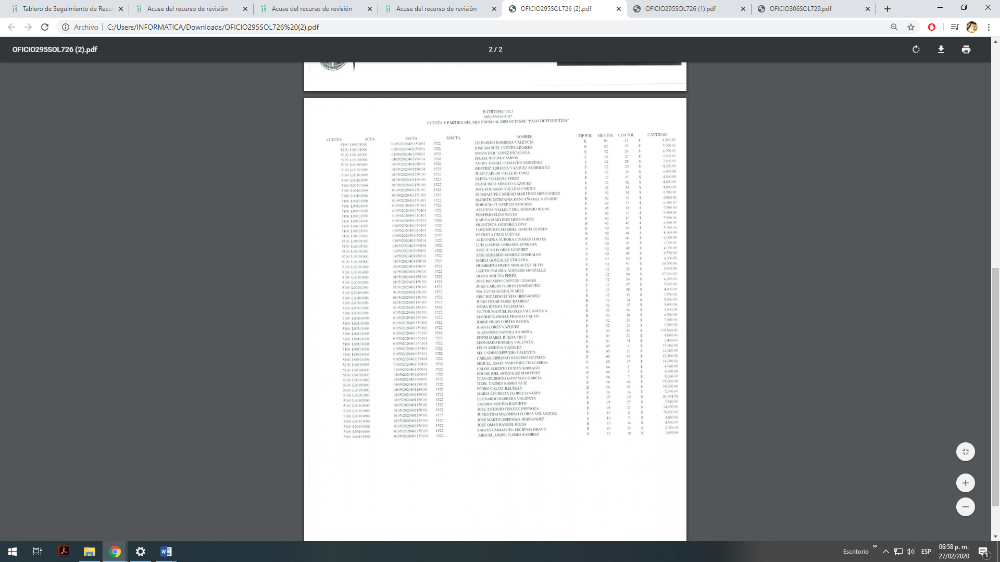 Tablero de Seguimiento de Recur
Acuse del recurso de revisión
Acuse del recurso de revisión
Acuse del recurso de revisión
OFICIO295SOL726 (2).pdf
OFICIO295SOL726 (1).pdf
OFICIO306SOL729.pdf
Archivo C:/Users/INFORMATICA/Downloads/OFICIO295SOL726%20(2).pdf
OFICIO295SOL726 (2).pdf
2 / 2
JUCHITEPEC 0021
MJU-850101-UQ7
CUENTA Y PARTIDA DEL MES ENERO AL MES OCTUBRE "PAGO DE FINIQUITOS"
CUENTA SCTA SSCTA SSSCTA NOMBRE TIP POL MES POL CON POL CANTIDAD
5100 L00101000 010502020401150101 1522 LEONARDO BARRERA VALENCIA E 01 31 $ 4,363.80
5100 L00101000 010502020401150101 1522 JOSE MANUEL CORTES LINARES E 02 25 $ 5,000.00
5100 L00101000 010502020401150101 1522 SIMON ERIC LOPEZ ESCALONA E 02 26 $ 6,000.00
5100 L00101000 010502020401150101 1522 ISRAEL RUEDA CAMPOS E 02 27 $ 9,500.00
5100 L00101000 010502020401150101 1522 ANGEL DANIEL CAMACHO MARTINEZ E 02 28 $ 7,000.00
5100 L00101000 010502020401150101 1522 BEATRIZ ADRIANA VAZQUEZ RODRIGUEZ E 02 29 $ 4,000.00
5100 L00101000 010502020401150101 1522 JUAN CARLOS VALLEJO TORIZ E 02 30 $ 6,000.00
5100 L00101000 010502020401150101 1522 ELENA VILLEGAS PEREZ E 02 31 $ 4,000.00
5100 L00101000 010502020401150101 1522 FRANCISCO ARROYO VAZQUEZ E 02 32 $ 4,000.00
5100 L00101000 010502020401150101 1522 JOSE EDUARDO VALLEJO CORTES E 02 33 $ 4,000.00
5100 L00101000 010502020401150101 1522 GUADALUPE CARIDAD MARTINEZ HERNANDEZ E 02 34 $ 6,500.00
5100 L00101000 010502020401150101 1522 ELIDETH ESTEFANIA RANCAÑO DEL ROSARIO E 02 36 $ 4,000.00
5100 L00101000 010502020401150101 1522 HORACIO CUATEPTZI SANCHEZ E 02 37 $ 6,000.00
5100 L00101000 010502020401150101 1522 AZUCENA NALLELY DEL ROSARIO ROJAS E 02 38 $ 7,000.00
5100 L00101000 010502020401150101 1522 PORFIRIO ELIAS REYES E 02 39 $ 9,000.00
5100 L00101000 010502020401150101 1522 KARINA MARTINEZ HERNANDEZ E 02 40 $ 7,000.00
5100 L00101000 010502020401150101 1522 FRANCISCA SANCHEZ LOPEZ E 02 42 $ 6,000.00
5100 L00101000 010502020401150101 1522 CONCEPCION MARIBEL GARCIA FLORES E 02 43 $ 5,000.00
5100 L00101000 010502020401150101 1522 PATRICIA CRUZ CUEVAS E 02 44 $ 8,000.00
5100 L00101000 010502020401150101 1522 ALEJANDRA AURORA LINARES CORTES E 02 46 $ 6,000.00
5100 L00101000 010502020401150101 1522 LUIS GASPAR VERGARA ESTRADA E 02 47 $ 6,000.00
5100 L00101000 010502020401150101 1522 JOSE JUAN FLORES SANCHEZ E 02 48 $ 4,000.00
5100 L00101000 010502020401150101 1522 JOSE GERARDO ROMERO BARRALES E 02 49 $ 6,500.00
5100 L00101000 010502020401150101 1522 MARIA GONZALEZ VERGARA E 02 50 $ 6,000.00
5100 L00101000 010502020401150101 1522 HUMBERTO FREDY MORALES CALVO E 02 51 $ 10,000.00
5100 L00101000 010502020401150101 1522 LIZETH ISALDRA ACEVEDO GONZALEZ E 02 52 $ 5,500.00
5100 L00101000 010502020401150101 1522 DIANA MOLINA PEREZ E 02 54 $ 57,000.00
5100 L00101000 010502020401150101 1522 JOSE RICARDO CAPULIN LINARES E 02 56 $ 6,000.00
5100 L00101000 010502020401150101 1522 JUAN CARLOS FLORES DOMINGUEZ E 02 57 $ 5,000.00
5100 L00101000 010502020401150101 1522 MA. LUCIA RUEDA JUAREZ E 02 58 $ 4,000.00
5100 L00101000 010502020401150101 1522 ERIC RICARDO RUEDA HERNANDEZ E 02 13 $ 1,500.00
5100 L00101000 010502020401150101 1522 JULIO CESAR TORIZ RAMIREZ E 02 14 $ 5,000.00
5100 L00101000 010502020401150101 1522 SONIA RIVERA TOLEDANO E 02 15 $ 5,000.00
5100 L00101000 010502020401150101 1522 VICTOR MANUEL FLORES VILLANUEVA E 02 16 $ 3,500.00
5100 L00101000 010502020401150101 1522 MAURICIO EDGAR FRANCO CALVO E 02 18 $ 6,500.00
5100 L00101000 010502020401150101 1522 JORGE HUGO CORTES RUEDA E 02 20 $ 7,000.00
5100 L00101000 010502020401150101 1522 JUAN FLORES VAZQUEZ E 02 21 $ 9,500.00
5100 L00101000 010502020401150101 1522 ALEJANDRO SANTILLAN MEJIA E 03 19 $ 105,000.00
5100 L00101000 010502020401150101 1522 EDITH ISABEL RUEDA CRUZ E 03 20 $ 4,000.00
5100 L00101000 010502020401150101 1522 LEONARDO BARREA VALENCIA E 03 74 $ 6,420.60
5100 L00101000 010502020401150101 1522 FELIX MEDINA VAZQUEZ E 05 6 $ 15,000.00
5100 L00101000 010502020401150101 1522 SECUNDINO REFUGIO VALENTIN E 05 12 $ 12,000.00
5100 L00101000 010502020401150101 1522 CARLOS CIPRIANO SANCHEZ GUZMAN E 05 45 $ 12,300.00
5100 L00101000 010502020401150101 1522 MIGUEL ASAEL MARTINEZ CHAVARRIA E 05 47 $ 14,000.00
5100 L00101000 010502020401150101 1522 CALOS ALBERTO DURAN SERRANO E 06 2 $ 4,500.00
5100 L00101000 010502020401150101 1522 EDGAR JOEL GONZALEZ MARTINEZ E 06 3 $ 4,000.00
5100 L00101000 010502020401150101 1522 JUAN GILBERTO GONZALEZ GARCIA E 06 7 $ 8,000.00
5100 L00101000 010502020401150101 1522 ITZEL YAZMIN RAMOS RUIZ E 06 42 $ 15,000.00
5100 L00101000 010502020401150101 1522 PEDRO CALVO BELTRAN E 06 43 $ 14,000.00
5100 L00101000 010502020401150101 1522 MARIA LUCRECIA FLORES LINARES E 06 12 $ 2,000.00
5100 L00101000 010502020401150101 1522 LEONARDO BARRERA VALENCIA E 07 19 $ 81,004.75
5100 L00101000 010502020401150101 1522 SANDRA MOLINA BASURTO E 07 27 $ 3,000.00
5100 L00101000 010502020401150101 1522 JOSE ANTONIO CHAVEZ ESPINOZA E 08 21 $ 14,000.00
5100 L00101000 010502020401150101 1522 JUVENTINO MAXIMINO FLORES VELAZQUEZ E 10 2 $ 70,000.00
5100 L00101000 010502020401150101 1522 JOSE MARTIN ESPINOZA HERNANDEZ E 10 3 $ 3,000.00
5100 L00101000 010502020401150101 1522 JOSE OMAR RANGEL ROJAS E 10 16 $ 4,500.00
5100 L00101000 010502020401150101 1522 FABIAN EMMANUEL LECHUGA BRAVO E 10 17 $ 2,300.00
5100 L00101000 010502020401150101 1522 .MIGUEL ANGEL FLORES RAMIREZ E 10 18 $ 1,650.00
Escritorio
ESP
06:58 p. m.
27/02/2020
1